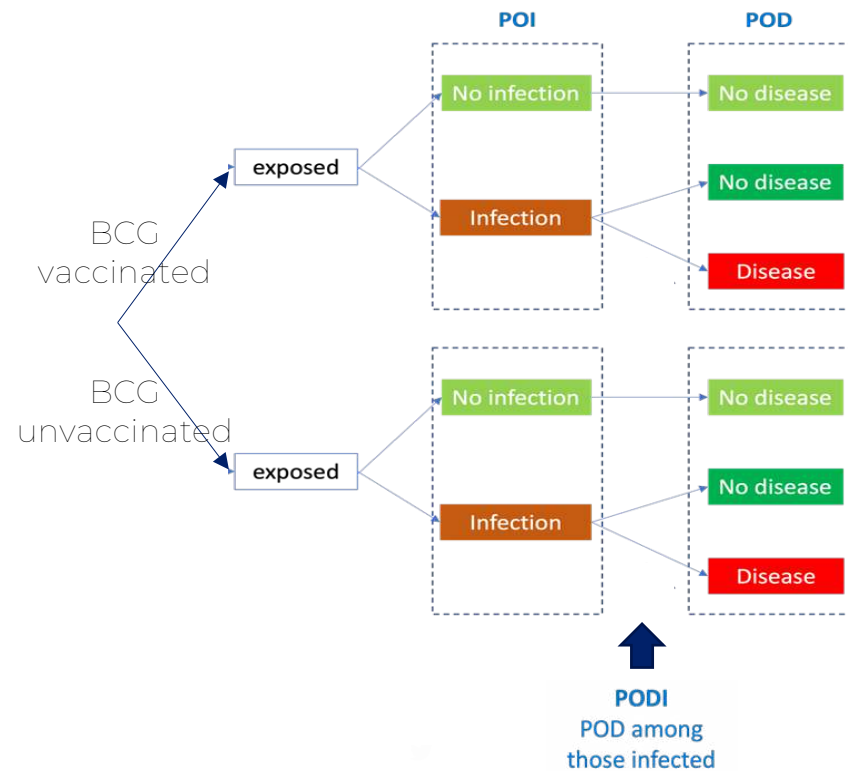 POI
POD
No infection
No disease
exposed
No disease
Infection
BCG
vaccinated
Disease
BCG
unvaccinated
No infection
No disease
exposed
No disease
Infection
Disease
PODI
POD among
those infected